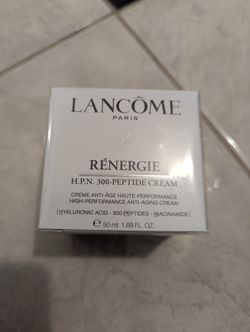 LANCÔME
PARIS
RÉNERGIE
H.P.N. 300-PEPTIDE CREAM
CRÈME ANTI-ÂGE HAUTE-PERFORMANCE
HIGH-PERFORMANCE ANTI-AGING CREAM
[HYALURONIC ACID - 300 PEPTIDES - NIACINAMIDE]
℮ 50 ml 1.69 FL. OZ.